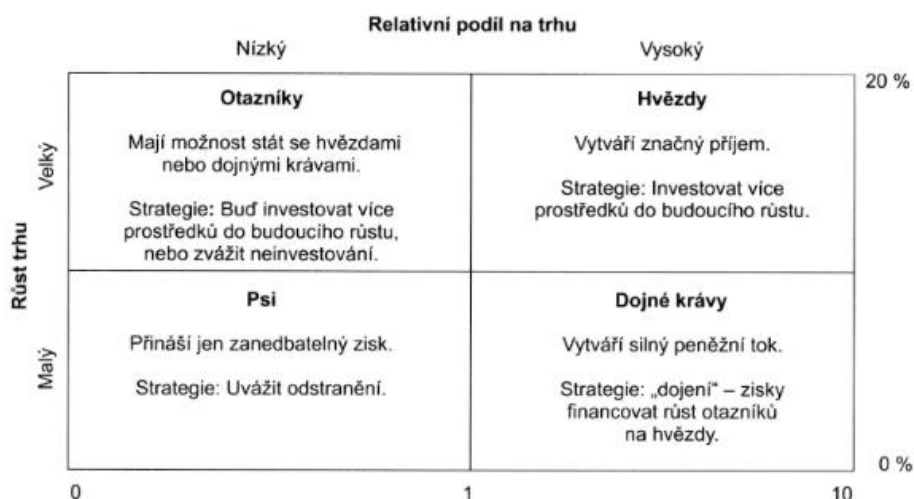 Relativní podíl na trhu
Nízký
Vysoký
20 %
Růst trhu
Velký
Otazníky
Mají možnost stát se hvězdami
nebo dojnými krávami.
Strategie: Buď investovat více
prostředků do budoucího růstu,
nebo zvážit neinvestování.
Hvězdy
Vytváří značný příjem.
Strategie: Investovat více
prostředků do budoucího růstu.
Malý
Psi
Přináší jen zanedbatelný zisk.
Strategie: Uvážit odstranění.
Dojné krávy
Vytváří silný peněžní tok.
Strategie: „dojení“ – zisky
financovat růst otazníků
na hvězdy.
0 %
0
1
10